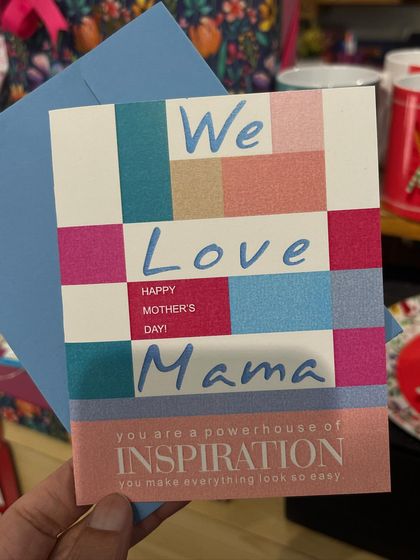 We
Love
HAPPY
MOTHER'S
DAY!
Mama
you are a powerhouse of
INSPIRATION
you make everything look so easy.